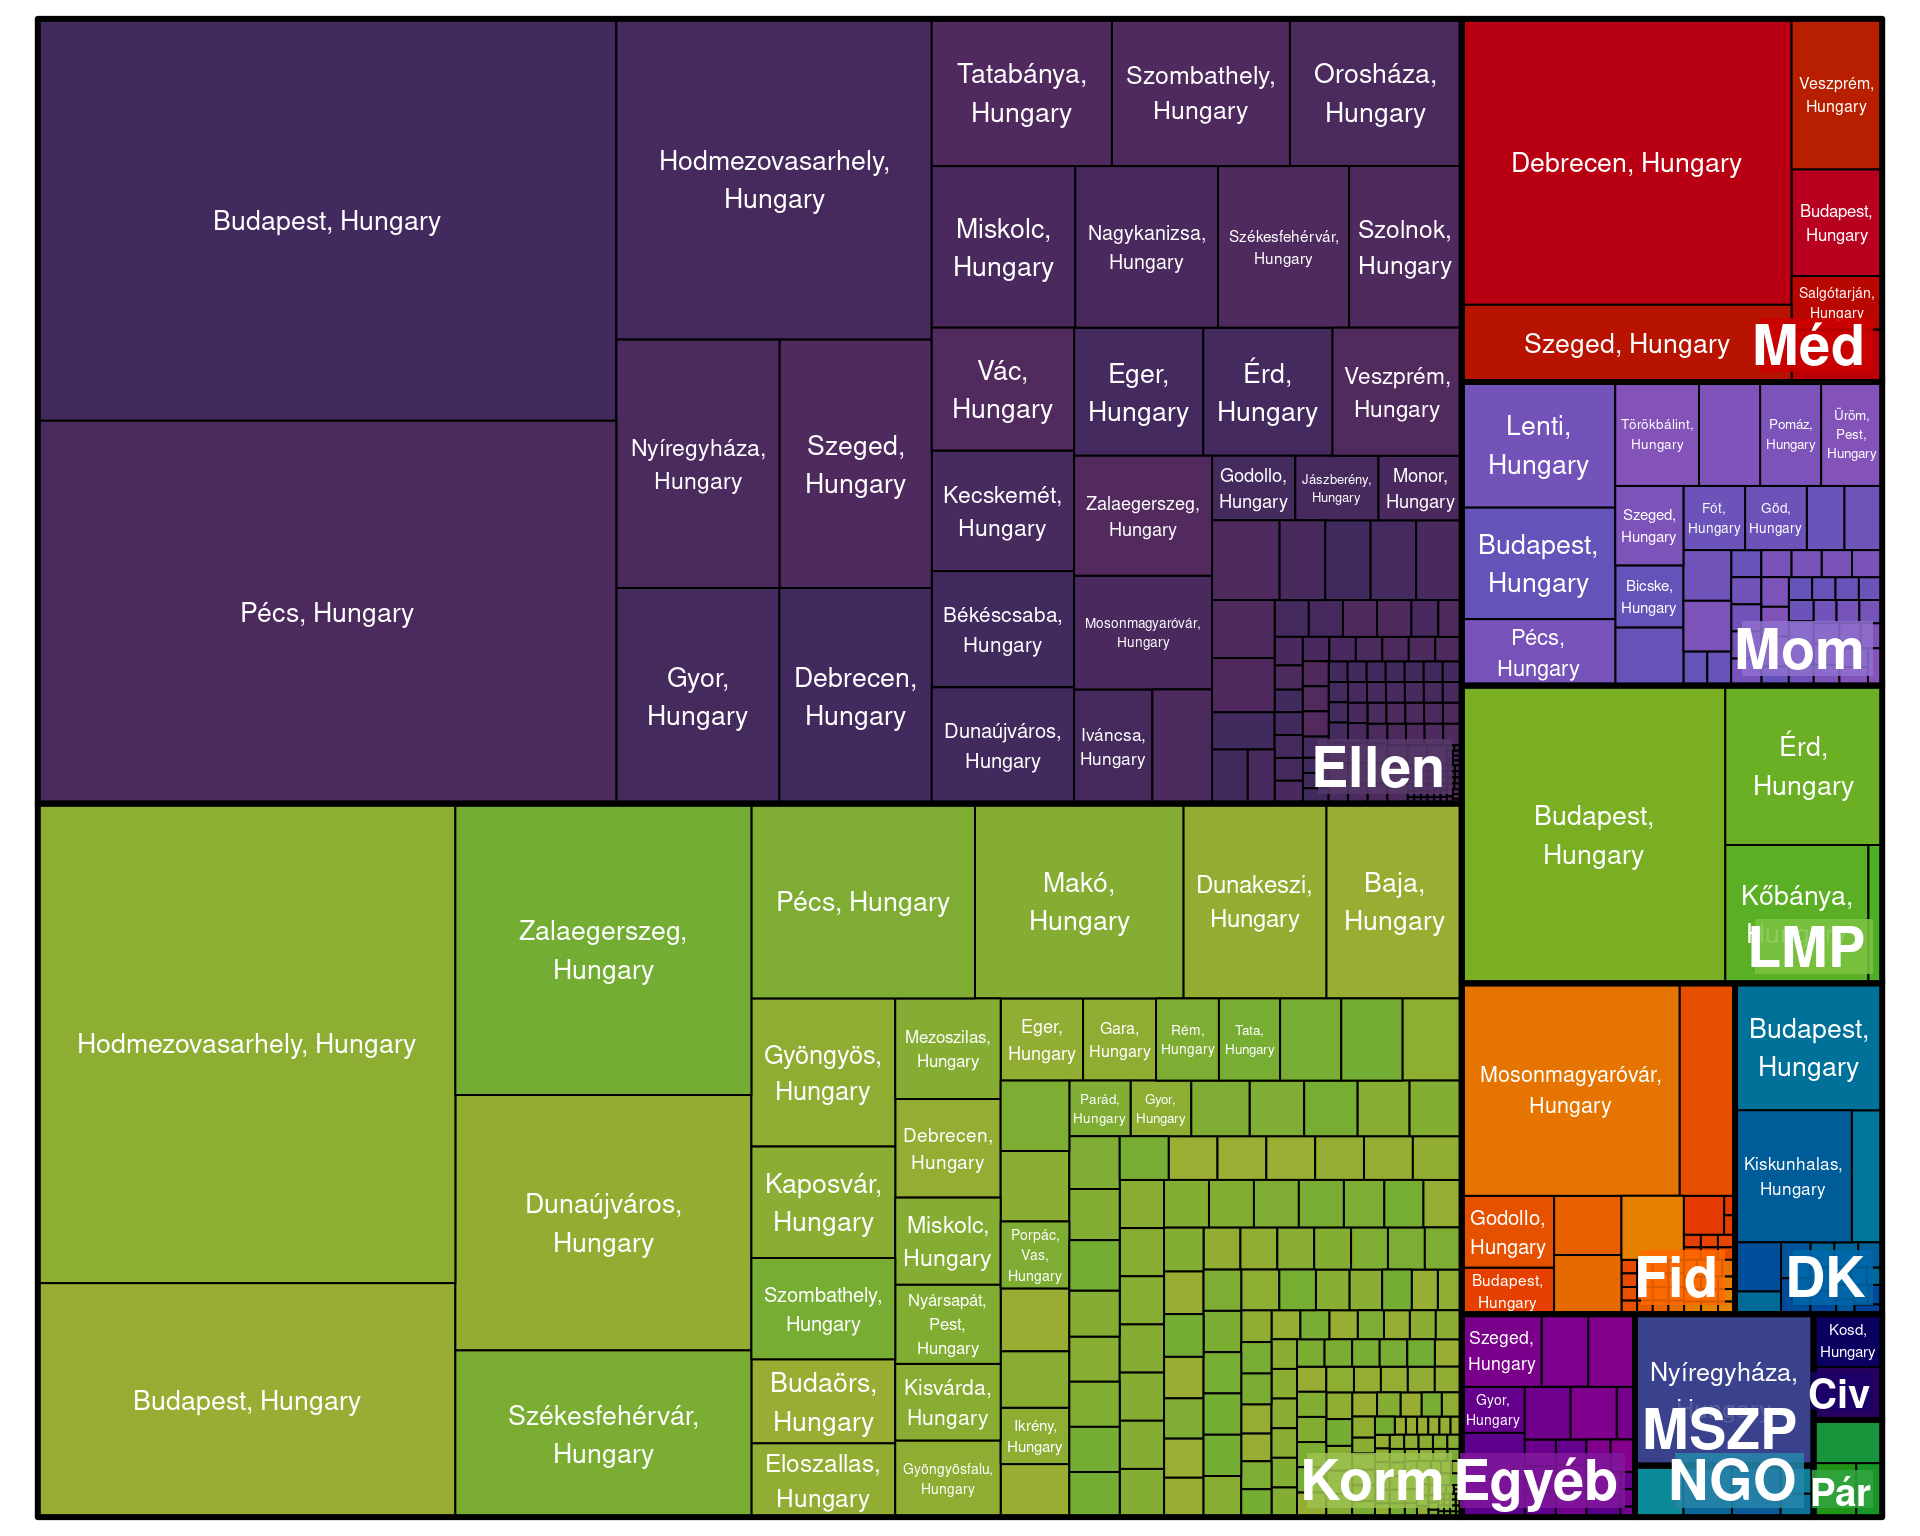 Budapest, Hungary
Pécs, Hungary
Hodmezovasarhely,
Hungary
Nyíregyháza,
Hungary
Szeged,
Hungary
Gyor,
Hungary
Debrecen,
Hungary
Tatabánya,
Hungary
Szombathely,
Hungary
Orosháza,
Hungary
Miskolc,
Hungary
Nagykanizsa,
Hungary
Székesfehérvár,
Hungary
Szolnok,
Hungary
Vác,
Hungary
Eger,
Hungary
Érd,
Hungary
Veszprém,
Hungary
Kecskemét,
Hungary
Zalaegerszeg,
Hungary
Godollo,
Hungary
Jászberény,
Hungary
Monor,
Hungary
Békéscsaba,
Hungary
Mosonmagyaróvár,
Hungary
Dunaújváros,
Hungary
Iváncsa,
Hungary
Ellen
Debrecen, Hungary
Veszprém,
Hungary
Budapest,
Hungary
Salgótarján,
Hungary
Szeged, Hungary
Méd
Lenti,
Hungary
Törökbálint,
Hungary
Pomáz,
Hungary
Üröm,
Pest,
Hungary
Budapest,
Hungary
Szeged,
Hungary
Fót,
Hungary
Göd,
Hungary
Bicske,
Hungary
Pécs,
Hungary
Mom
Budapest,
Hungary
Érd,
Hungary
Kőbánya,
LMP
Hodmezovasarhely, Hungary
Budapest, Hungary
Zalaegerszeg,
Hungary
Dunaújváros,
Hungary
Székesfehérvár,
Hungary
Pécs, Hungary
Makó,
Hungary
Dunakeszi,
Hungary
Baja,
Hungary
Gyöngyös,
Hungary
Mezoszilas,
Hungary
Eger,
Hungary
Gara,
Hungary
Rém,
Hungary
Tata,
Hungary
Debrecen,
Hungary
Parád,
Hungary
Gyor,
Hungary
Kaposvár,
Hungary
Miskolc,
Hungary
Porpác,
Vas,
Hungary
Szombathely,
Hungary
Nyársapát,
Pest,
Hungary
Budaörs,
Hungary
Kisvárda,
Hungary
Ikrény,
Hungary
Eloszallas,
Hungary
Gyöngyösfalu,
Hungary
Korm
Mosonmagyaróvár,
Hungary
Godollo,
Hungary
Budapest,
Hungary
Fid
Budapest,
Hungary
Kiskunhalas,
Hungary
DK
Szeged,
Hungary
Gyor,
Hungary
Egyéb
Nyíregyháza,
Hungary
MSZP
NGO
Kosd,
Hungary
Civ
Pár